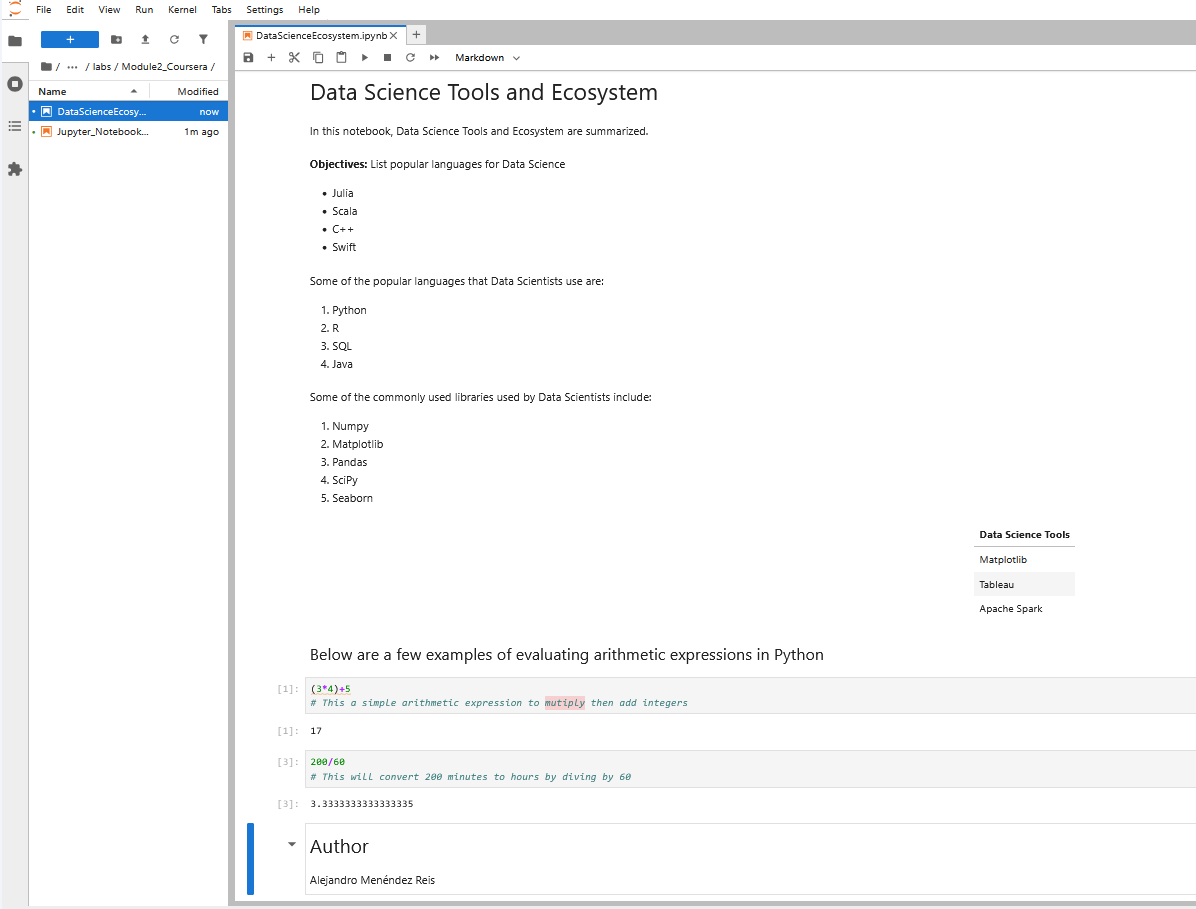 File Edit View Run Kernel Tabs Settings Help
DataScienceEcosystem.ipynb
Markdown
/ ··· / labs / Module2_Coursera /
Name Modified
DataScienceEcosy... now
Jupyter_Notebook... 1m ago
Data Science Tools and Ecosystem
In this notebook, Data Science Tools and Ecosystem are summarized.
Objectives: List popular languages for Data Science
• Julia
• Scala
• C++
• Swift
Some of the popular languages that Data Scientists use are:
1. Python
2. R
3. SQL
4. Java
Some of the commonly used libraries used by Data Scientists include:
1. Numpy
2. Matplotlib
3. Pandas
4. SciPy
5. Seaborn
Data Science Tools
Matplotlib
Tableau
Apache Spark
Below are a few examples of evaluating arithmetic expressions in Python
[1]: (3*4)+5
# This a simple arithmetic expression to mutiply then add integers
[1]: 17
[3]: 200/60
# This will convert 200 minutes to hours by diving by 60
[3]: 3.3333333333333335
Author
Alejandro Menéndez Reis